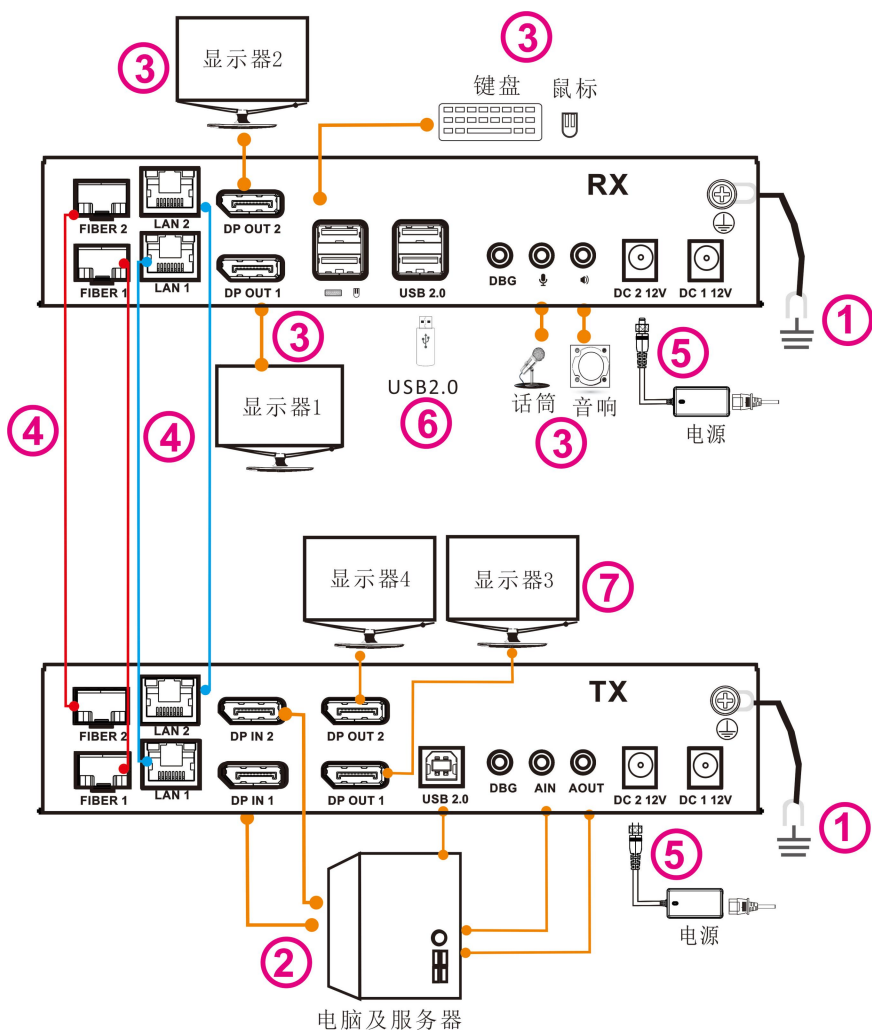 显示器2
③
③
键盘
鼠标
RX
FIBER 2
LAN 2
DP OUT 2
FIBER 1
LAN 1
DP OUT 1
USB 2.0
DBG
DC 2 12V
DC 1 12V
①
③
显示器1
USB2.0
⑥
话筒
音响
③
⑤
电源
④
④
显示器4
显示器3
⑦
TX
FIBER 2
LAN 2
DP IN 2
DP OUT 2
FIBER 1
LAN 1
DP IN 1
DP OUT 1
USB 2.0
DBG
AIN
AOUT
DC 2 12V
DC 1 12V
①
⑤
电源
②
电脑及服务器